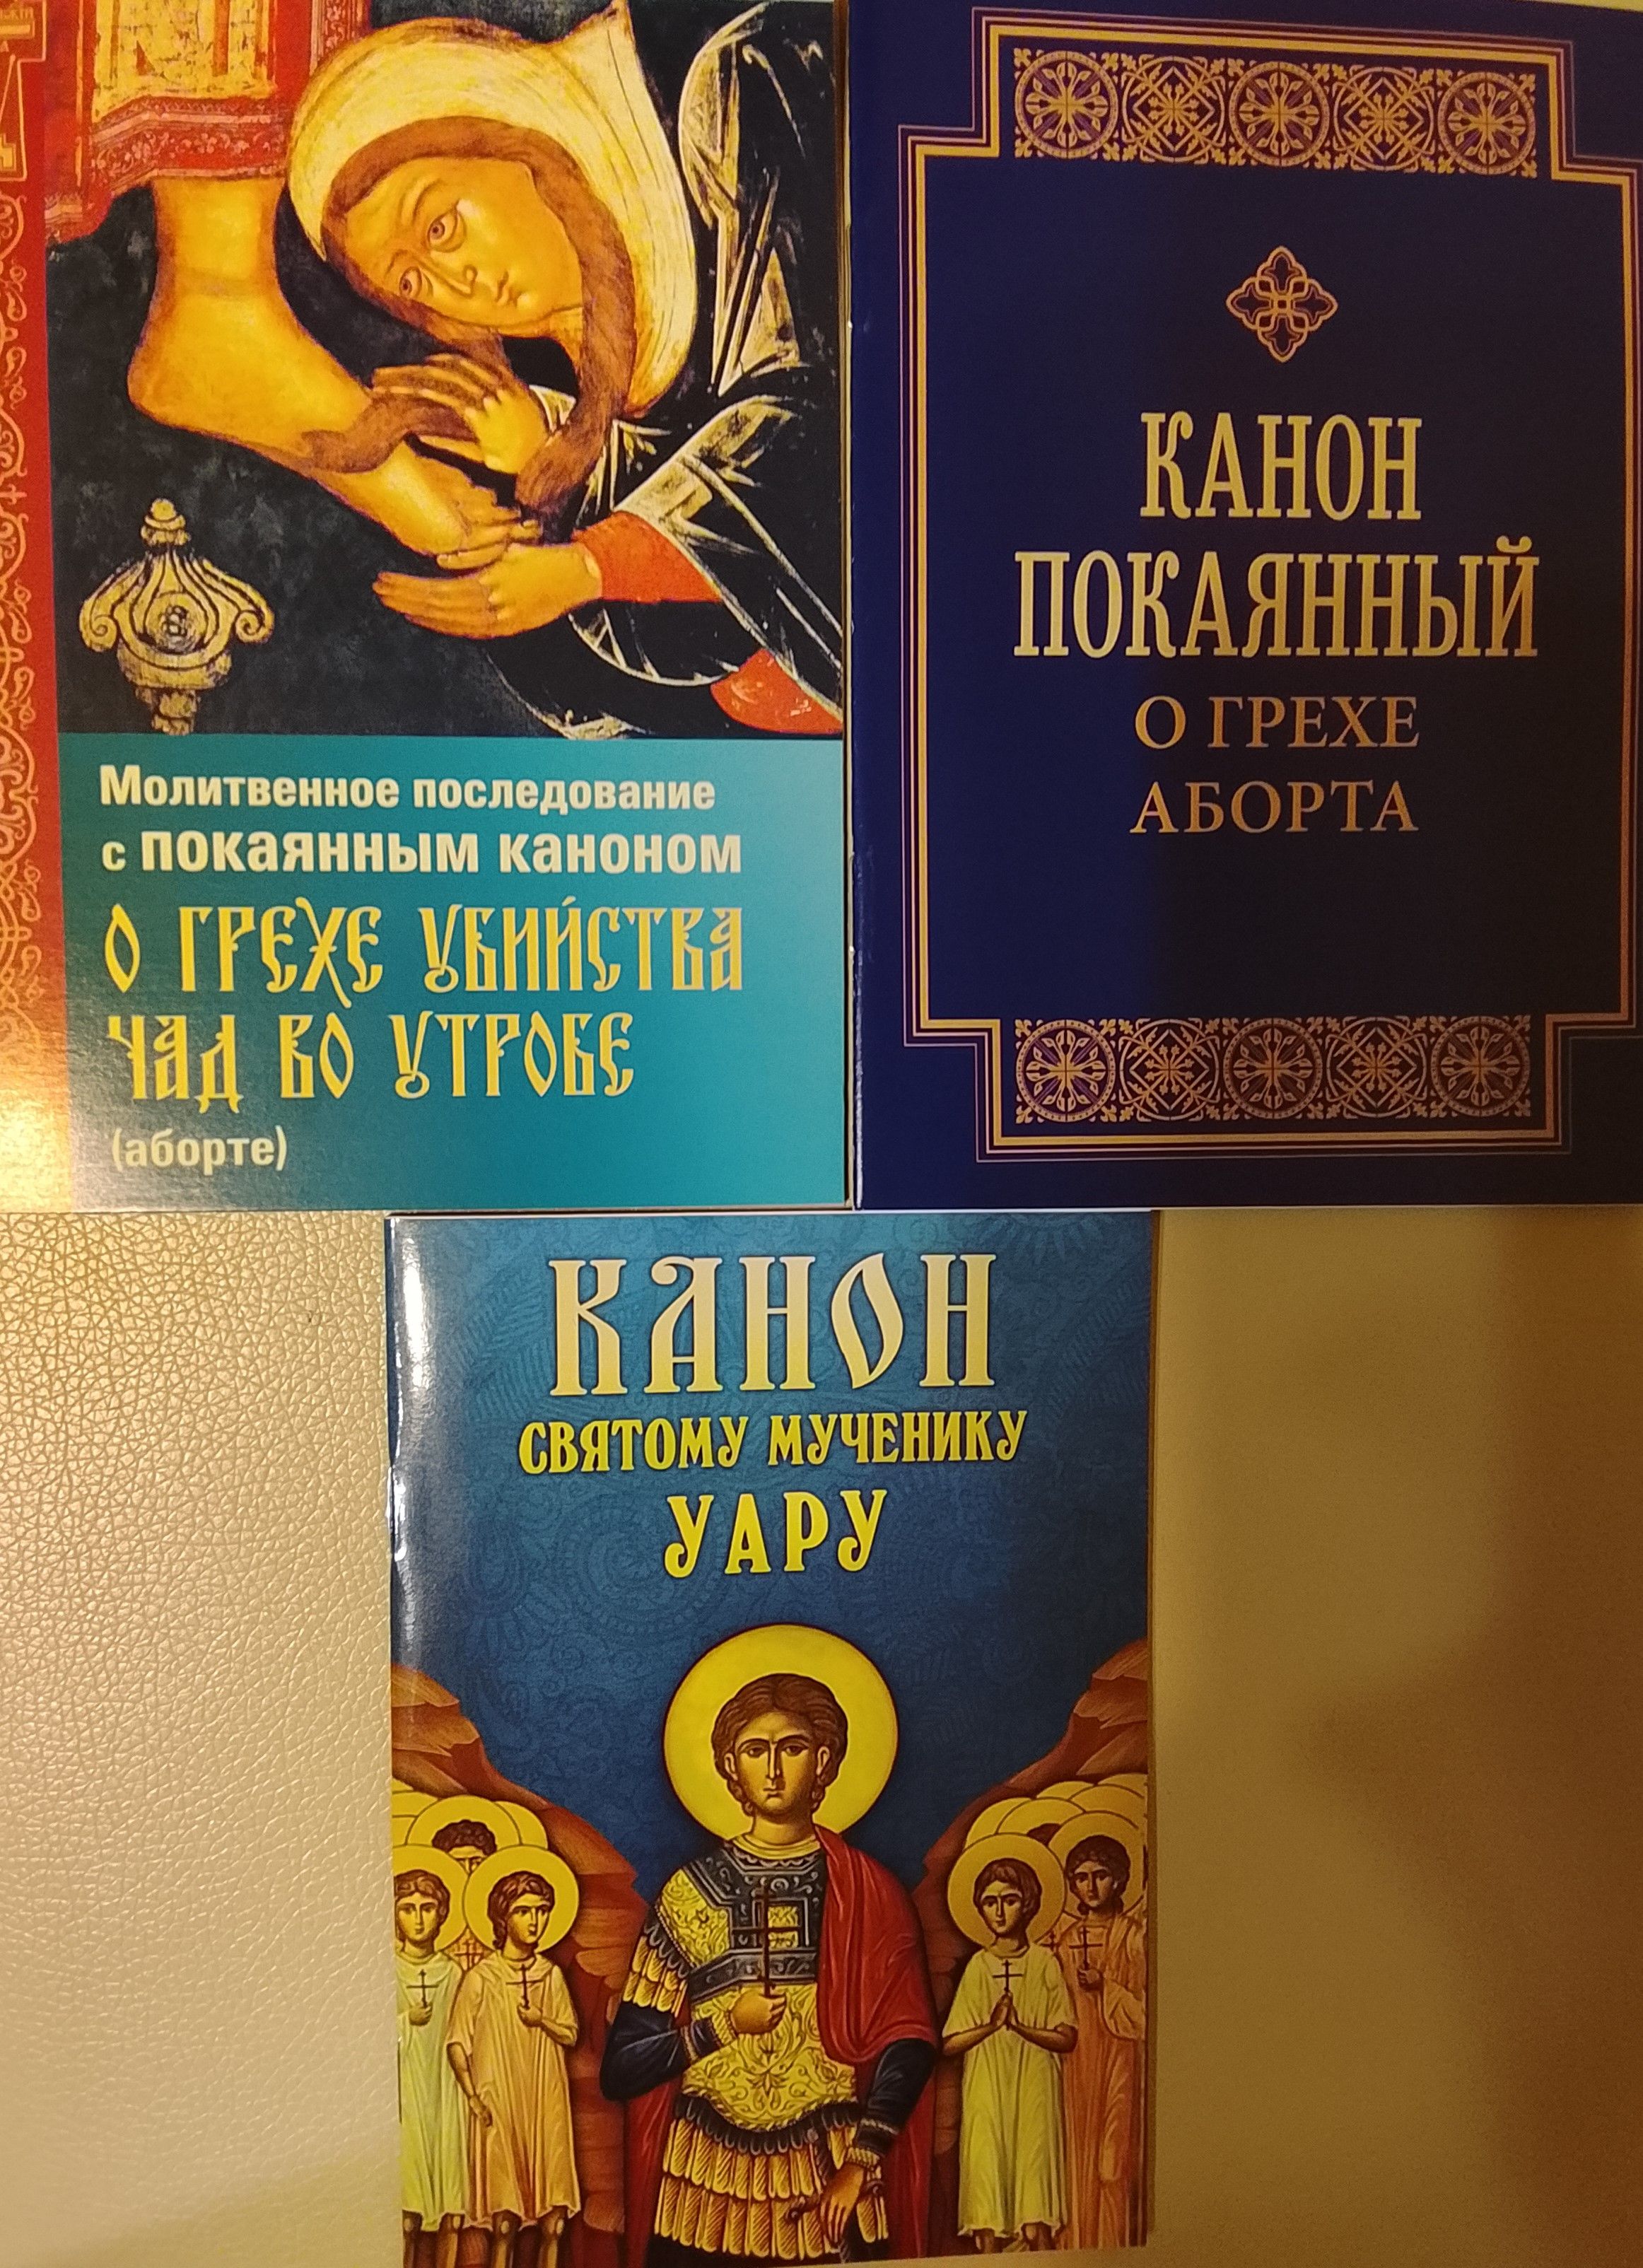 Молитвенное последование
с покаянным каноном
О ГРЕХЕ УБИЙСТВА
ЧАД ВО УТРОБЕ
(аборте)
КАНОН
ПОКАЯННЫЙ
О ГРЕХЕ
АБОРТА
КАНОН
СВЯТОМУ МУЧЕНИКУ
УАРУ